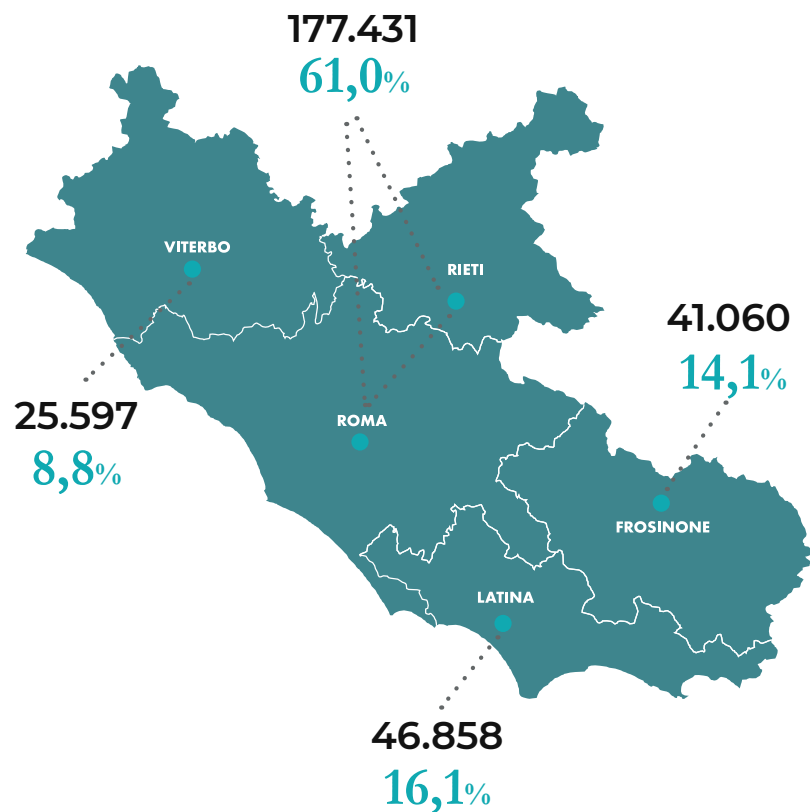 177.431
61,0%
VITERBO
RIETI
41.060
14,1%
25.597
8,8%
ROMA
FROSINONE
LATINA
46.858
16,1%